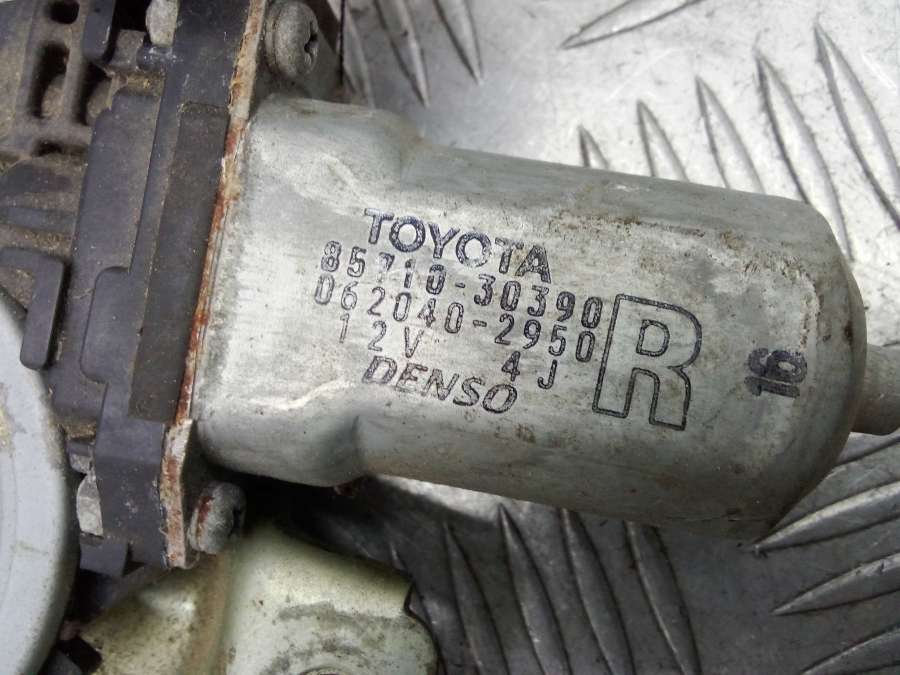 TOYOTA
85710-30390
062040-2950
12V 4J
DENSO
R
16